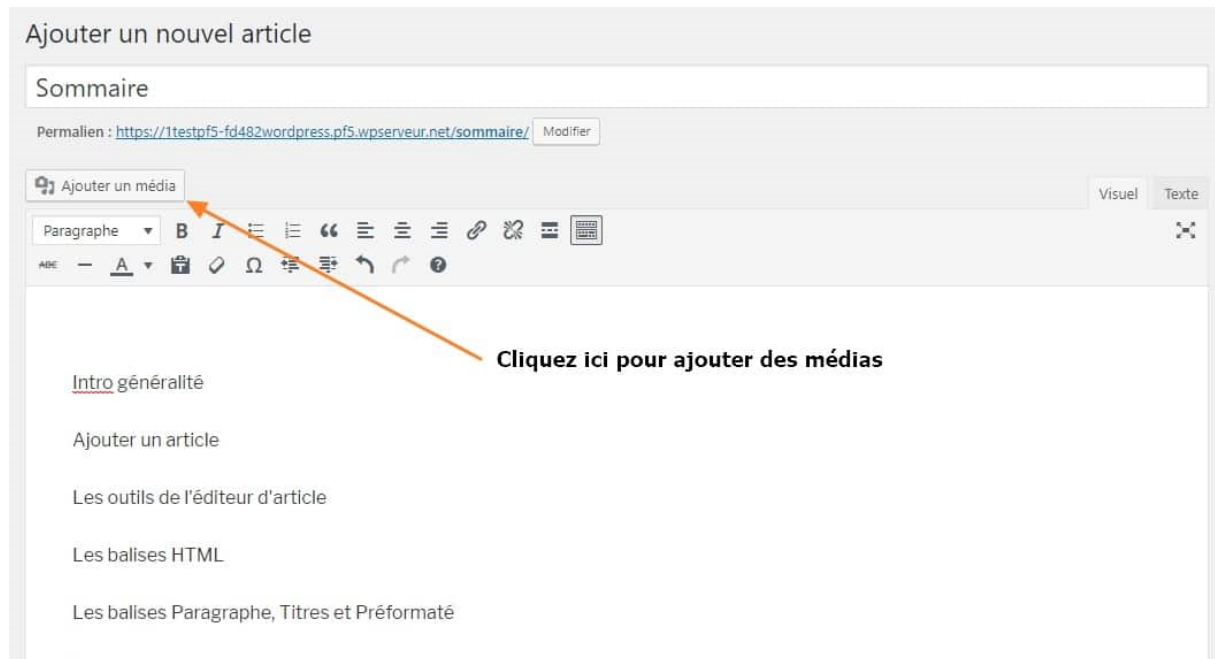 Ajouter un nouvel article
Sommaire
Permalien : https://1testpf5-fd482wordpress.pf5.wpserveur.net/sommaire/ Modifier
Ajouter un média
Visuel Texte
Paragraphe B I
ABC A Ω
Cliquez ici pour ajouter des médias
Intro généralité
Ajouter un article
Les outils de l'éditeur d'article
Les balises HTML
Les balises Paragraphe, Titres et Préformaté